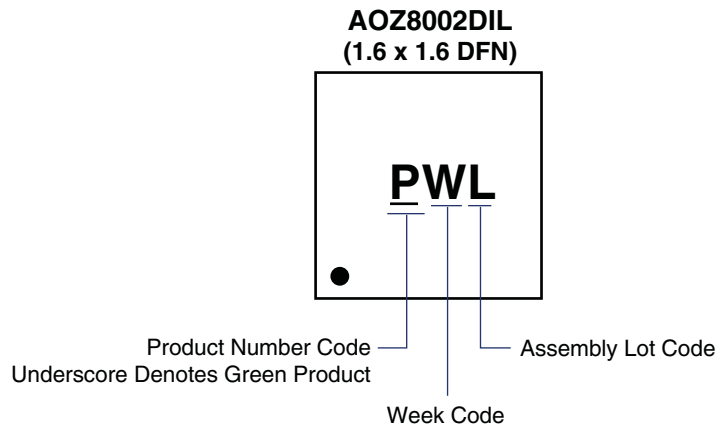 AOZ8002DIL
(1.6 x 1.6 DFN)
PWL
Product Number Code
Underscore Denotes Green Product
Assembly Lot Code
Week Code